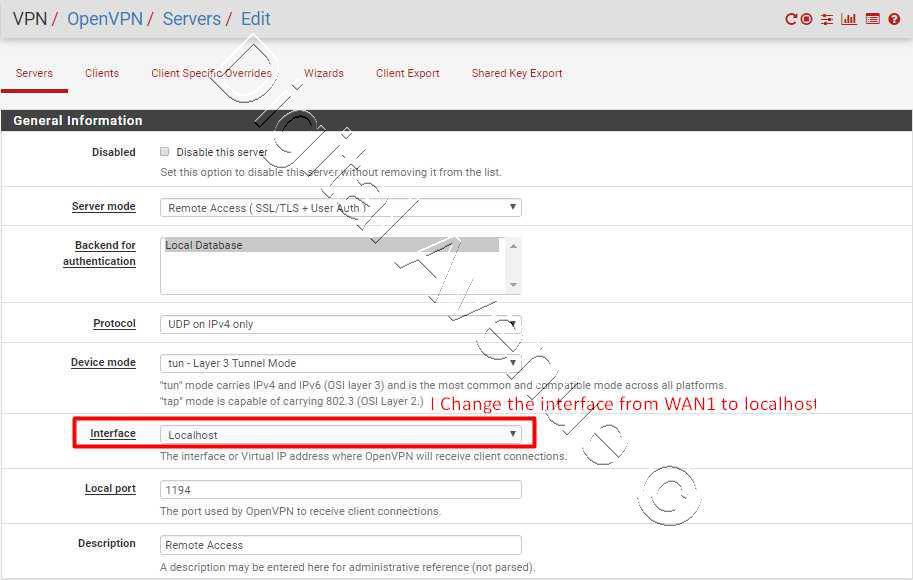 VPN / OpenVPN / Servers / Edit
Servers Clients Client Specific Overrides Wizards Client Export Shared Key Export
General Information
Disabled Disable this server
Set this option to disable this server without removing it from the list.
Server mode Remote Access ( SSL/TLS + User Auth )
Backend for Local Database
authentication
Protocol UDP on IPv4 only
Device mode tun - Layer 3 Tunnel Mode
"tun" mode carries IPv4 and IPv6 (OSI layer 3) and is the most common and compatible mode across all platforms.
"tap" mode is capable of carrying 802.3 (OSI Layer 2.) I Change the interface from WAN1 to localhost
Interface Localhost
The interface or Virtual IP address where OpenVPN will receive client connections.
Local port 1194
The port used by OpenVPN to receive client connections.
Description Remote Access
A description may be entered here for administrative reference (not parsed).